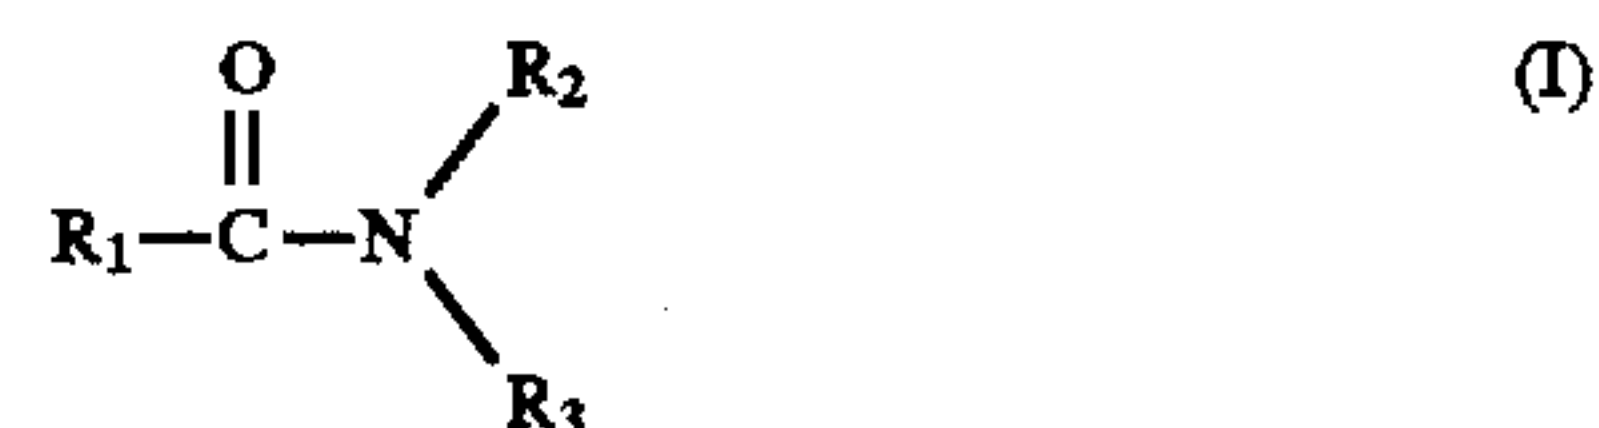 O R₂ (I)
R₁—C—N
R₃